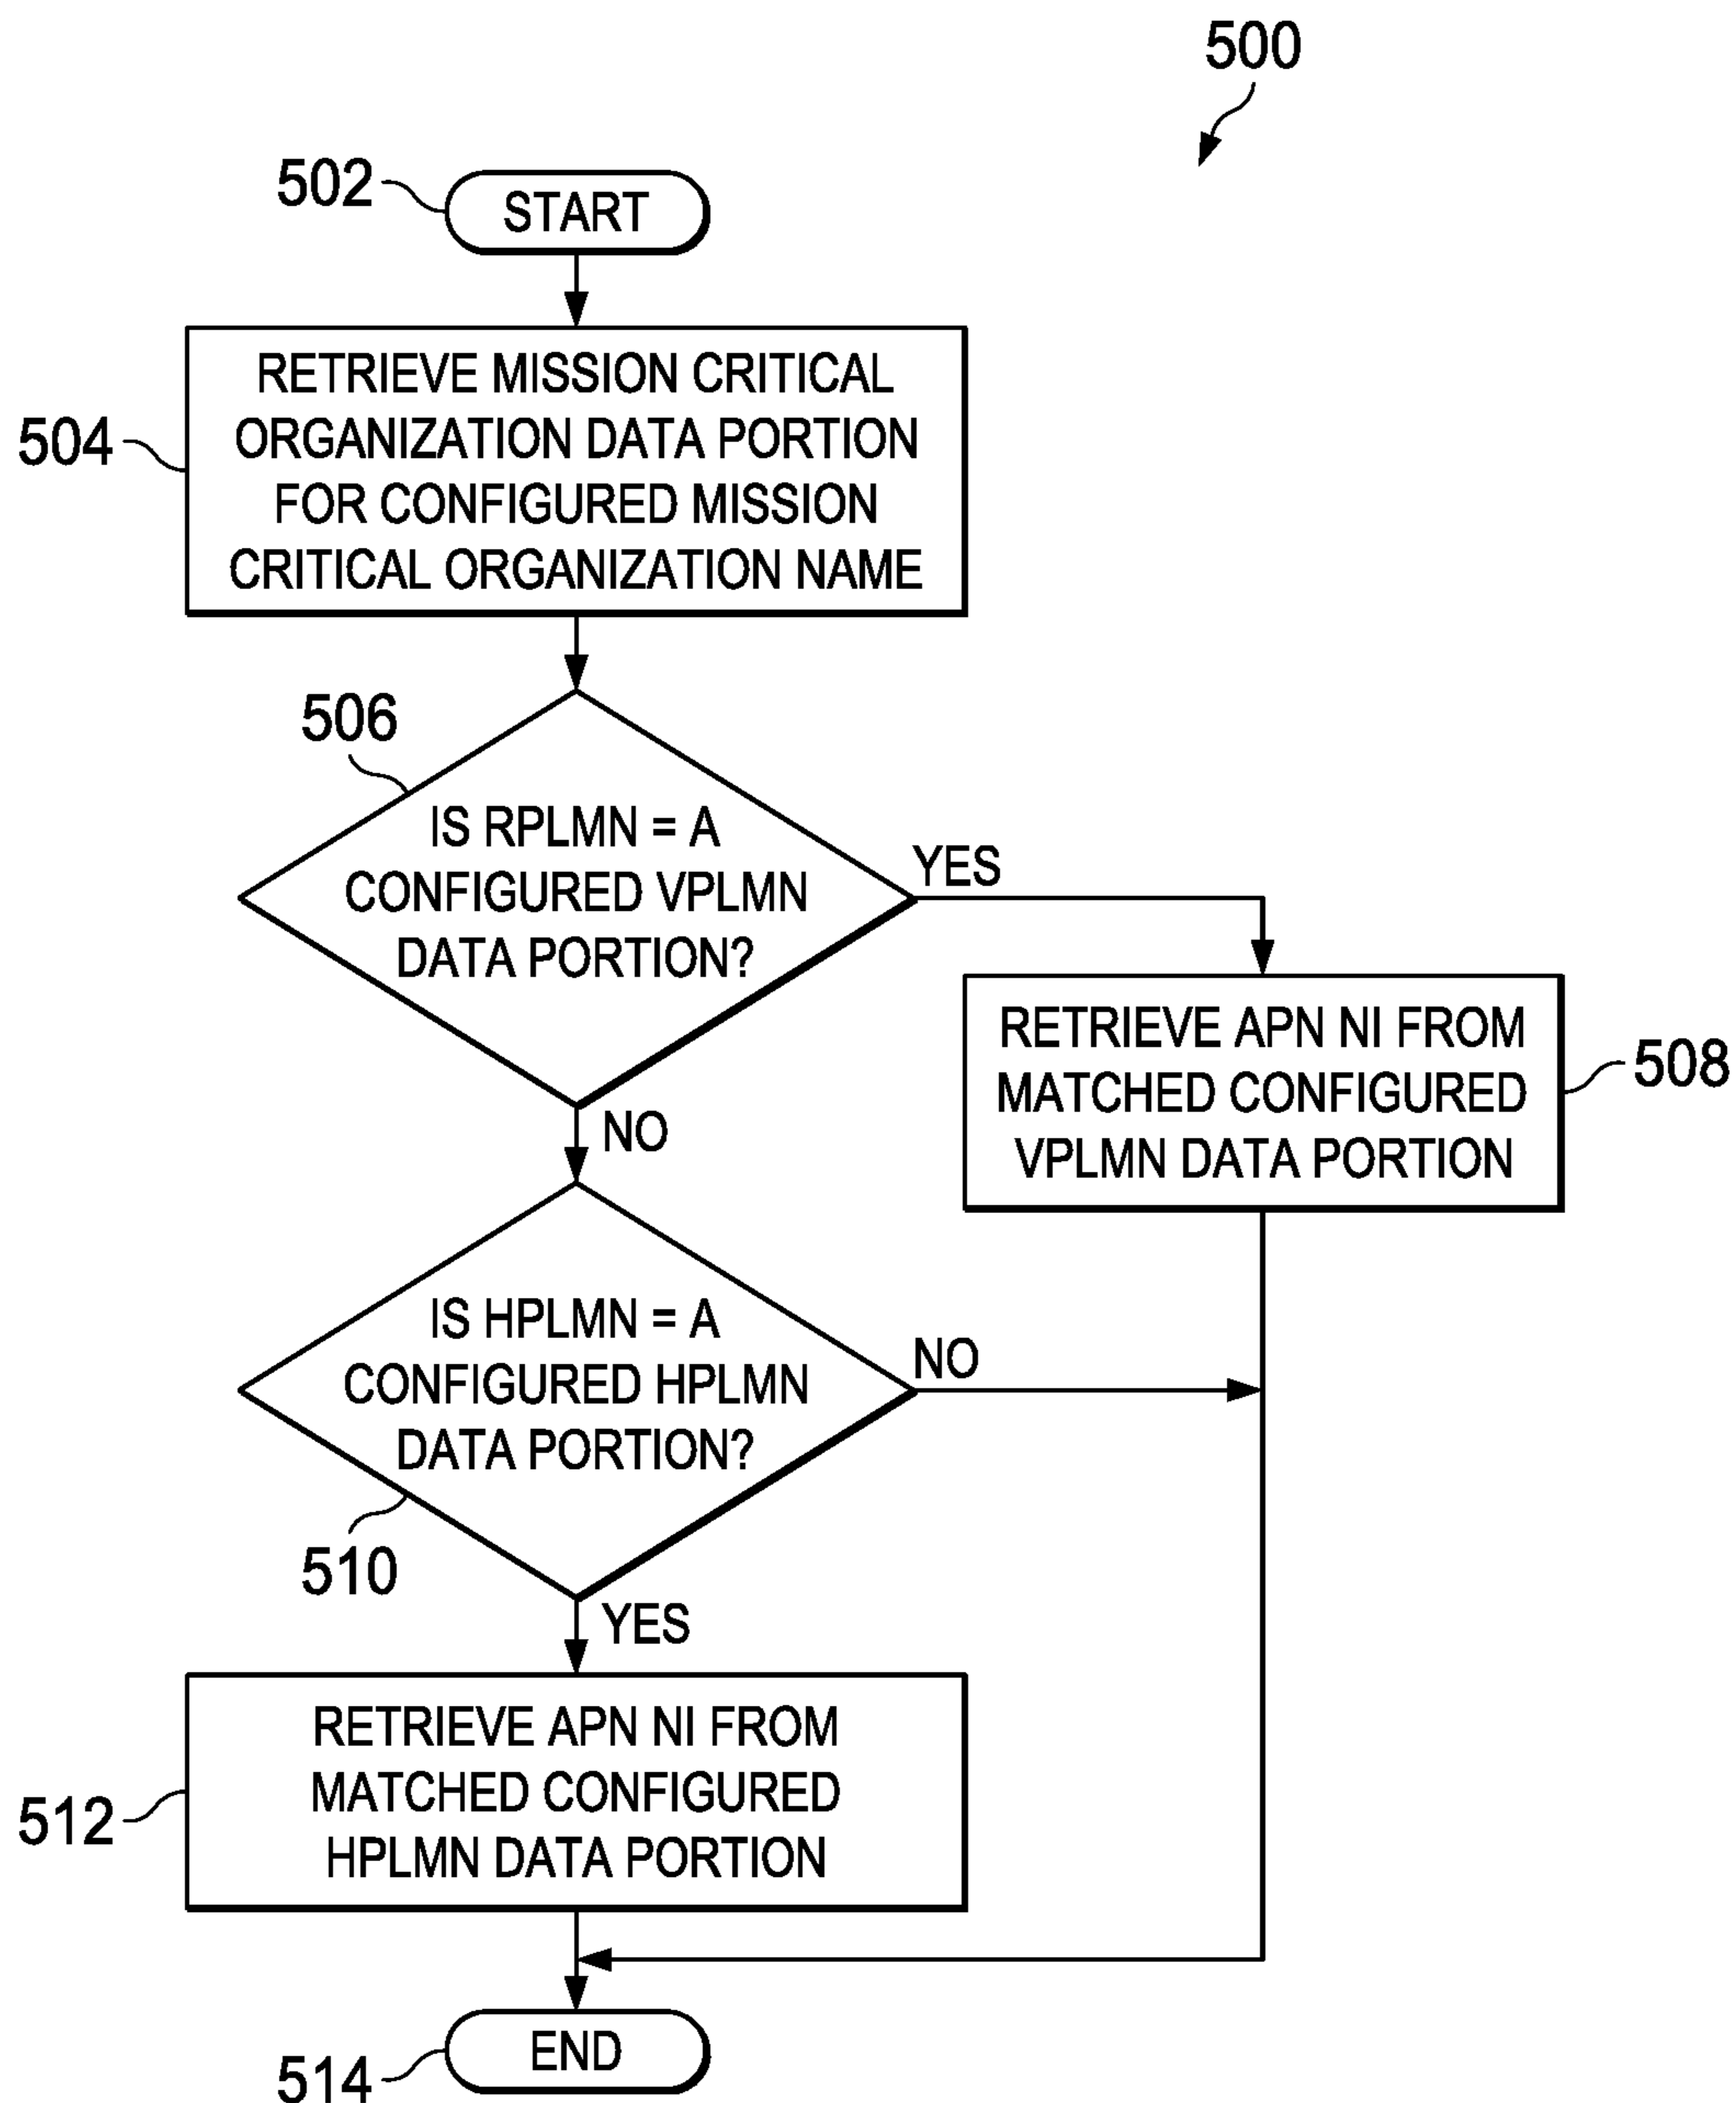 500
502
START
504
RETRIEVE MISSION CRITICAL
ORGANIZATION DATA PORTION
FOR CONFIGURED MISSION
CRITICAL ORGANIZATION NAME
506
IS RPLMN = A
CONFIGURED VPLMN
DATA PORTION?
YES
NO
RETRIEVE APN NI FROM
MATCHED CONFIGURED
VPLMN DATA PORTION
508
IS HPLMN = A
CONFIGURED HPLMN
DATA PORTION?
NO
510
YES
512
RETRIEVE APN NI FROM
MATCHED CONFIGURED
HPLMN DATA PORTION
END
514